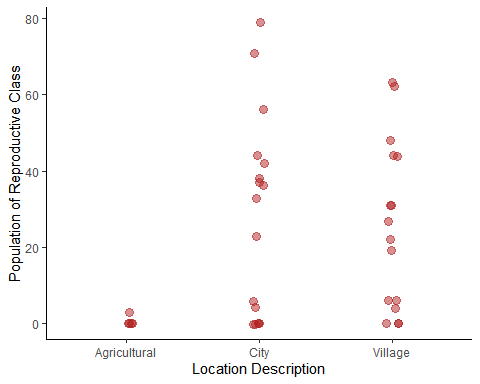 Population of Reproductive Class
80
60
40
20
0
Agricultural City Village
Location Description